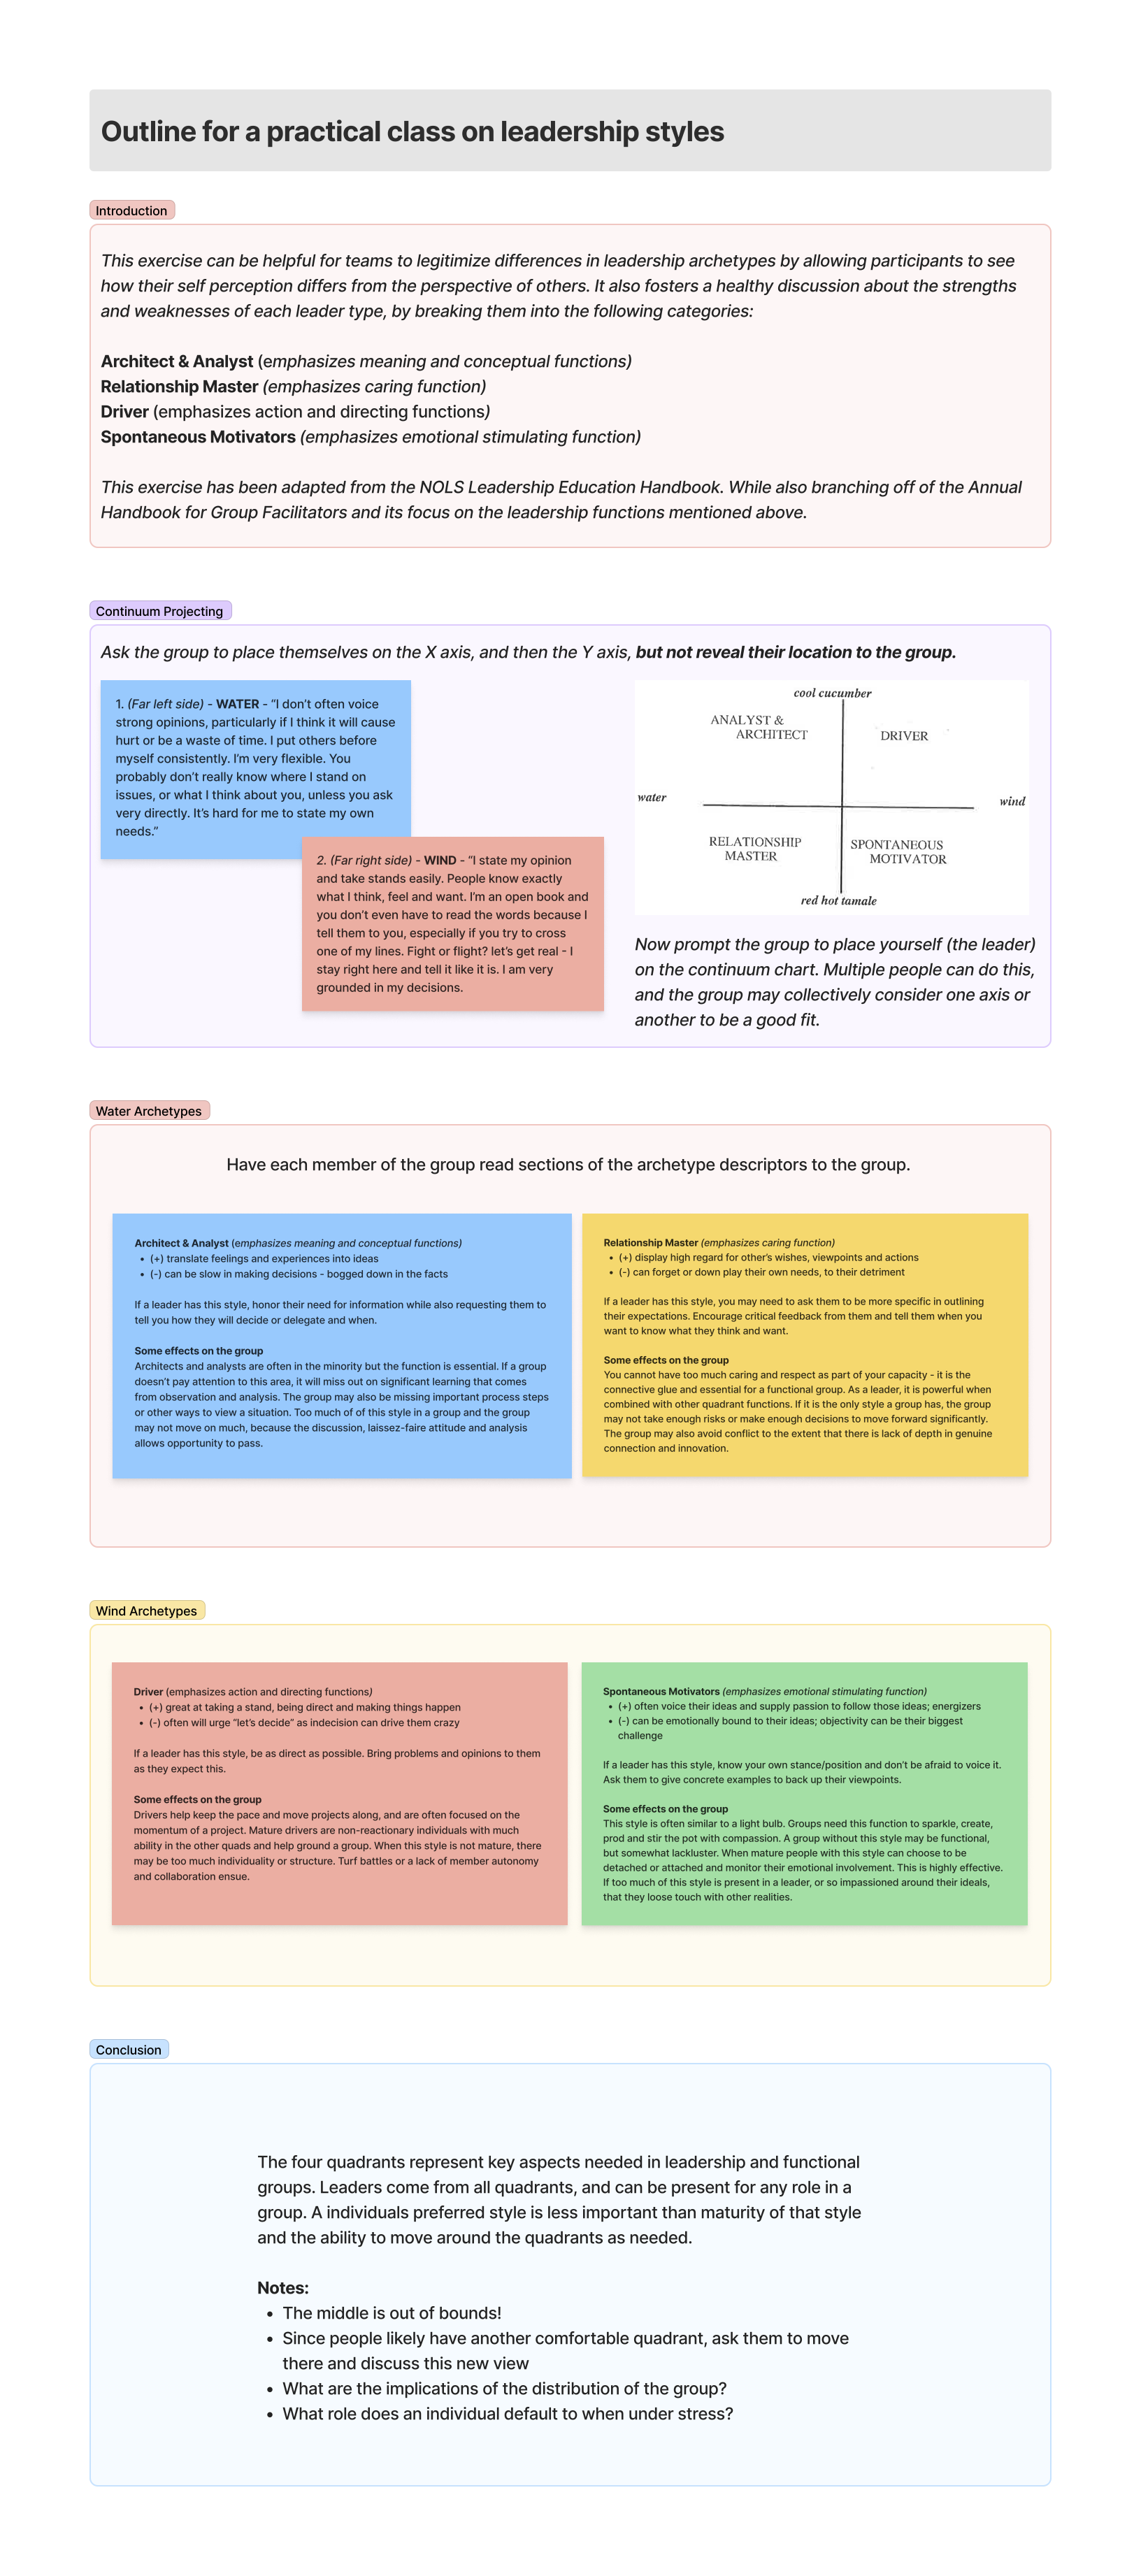 Outline for a practical class on leadership styles
Introduction
This exercise can be helpful for teams to legitimize differences in leadership archetypes by allowing participants to see
how their self perception differs from the perspective of others. It also fosters a healthy discussion about the strengths
and weaknesses of each leader type, by breaking them into the following categories:
Architect & Analyst (emphasizes meaning and conceptual functions)
Relationship Master (emphasizes caring function)
Driver (emphasizes action and directing functions)
Spontaneous Motivators (emphasizes emotional stimulating function)
This exercise has been adapted from the NOLS Leadership Education Handbook. While also branching off of the Annual
Handbook for Group Facilitators and its focus on the leadership functions mentioned above.
Continuum Projecting
Ask the group to place themselves on the X axis, and then the Y axis, but not reveal their location to the group.
1. (Far left side) - WATER - “I don’t often voice
strong opinions, particularly if I think it will cause
hurt or be a waste of time. I put others before
myself consistently. I’m very flexible. You
probably don’t really know where I stand on
issues, or what I think about you, unless you ask
very directly. It’s hard for me to state my own
needs.”
2. (Far right side) - WIND - “I state my opinion
and take stands easily. People know exactly
what I think, feel and want. I’m an open book and
you don’t even have to read the words because I
tell them to you, especially if you try to cross
one of my lines. Fight or flight? let’s get real - I
stay right here and tell it like it is. I am very
grounded in my decisions.
cool cucumber
ANALYST &
ARCHITECT
DRIVER
water
wind
RELATIONSHIP
MASTER
SPONTANEOUS
MOTIVATOR
red hot tamale
Now prompt the group to place yourself (the leader)
on the continuum chart. Multiple people can do this,
and the group may collectively consider one axis or
another to be a good fit.
Water Archetypes
Have each member of the group read sections of the archetype descriptors to the group.
Architect & Analyst (emphasizes meaning and conceptual functions)
• (+) translate feelings and experiences into ideas
• (-) can be slow in making decisions - bogged down in the facts
If a leader has this style, honor their need for information while also requesting them to
tell you how they will decide or delegate and when.
Some effects on the group
Architects and analysts are often in the minority but the function is essential. If a group
doesn’t pay attention to this area, it will miss out on significant learning that comes
from observation and analysis. The group may also be missing important process steps
or other ways to view a situation. Too much of of this style in a group and the group
may not move on much, because the discussion, laissez-faire attitude and analysis
allows opportunity to pass.
Relationship Master (emphasizes caring function)
• (+) display high regard for other’s wishes, viewpoints and actions
• (-) can forget or down play their own needs, to their detriment
If a leader has this style, you may need to ask them to be more specific in outlining
their expectations. Encourage critical feedback from them and tell them when you
want to know what they think and want.
Some effects on the group
You cannot have too much caring and respect as part of your capacity - it is the
connective glue and essential for a functional group. As a leader, it is powerful when
combined with other quadrant functions. If it is the only style a group has, the group
may not take enough risks or make enough decisions to move forward significantly.
The group may also avoid conflict to the extent that there is lack of depth in genuine
connection and innovation.
Wind Archetypes
Driver (emphasizes action and directing functions)
• (+) great at taking a stand, being direct and making things happen
• (-) often will urge “let’s decide” as indecision can drive them crazy
If a leader has this style, be as direct as possible. Bring problems and opinions to them
as they expect this.
Some effects on the group
Drivers help keep the pace and move projects along, and are often focused on the
momentum of a project. Mature drivers are non-reactionary individuals with much
ability in the other quads and help ground a group. When this style is not mature, there
may be too much individuality or structure. Turf battles or a lack of member autonomy
and collaboration ensue.
Spontaneous Motivators (emphasizes emotional stimulating function)
• (+) often voice their ideas and supply passion to follow those ideas; energizers
• (-) can be emotionally bound to their ideas; objectivity can be their biggest
challenge
If a leader has this style, know your own stance/position and don’t be afraid to voice it.
Ask them to give concrete examples to back up their viewpoints.
Some effects on the group
This style is often similar to a light bulb. Groups need this function to sparkle, create,
prod and stir the pot with compassion. A group without this style may be functional,
but somewhat lackluster. When mature people with this style can choose to be
detached or attached and monitor their emotional involvement. This is highly effective.
If too much of this style is present in a leader, or so impassioned around their ideals,
that they loose touch with other realities.
Conclusion
The four quadrants represent key aspects needed in leadership and functional
groups. Leaders come from all quadrants, and can be present for any role in a
group. A individuals preferred style is less important than maturity of that style
and the ability to move around the quadrants as needed.
Notes:
• The middle is out of bounds!
• Since people likely have another comfortable quadrant, ask them to move
there and discuss this new view
• What are the implications of the distribution of the group?
• What role does an individual default to when under stress?